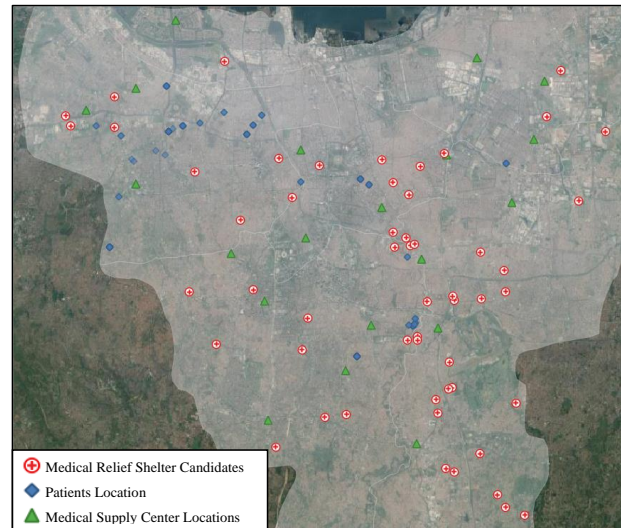 Medical Relief Shelter Candidates
Patients Location
Medical Supply Center Locations